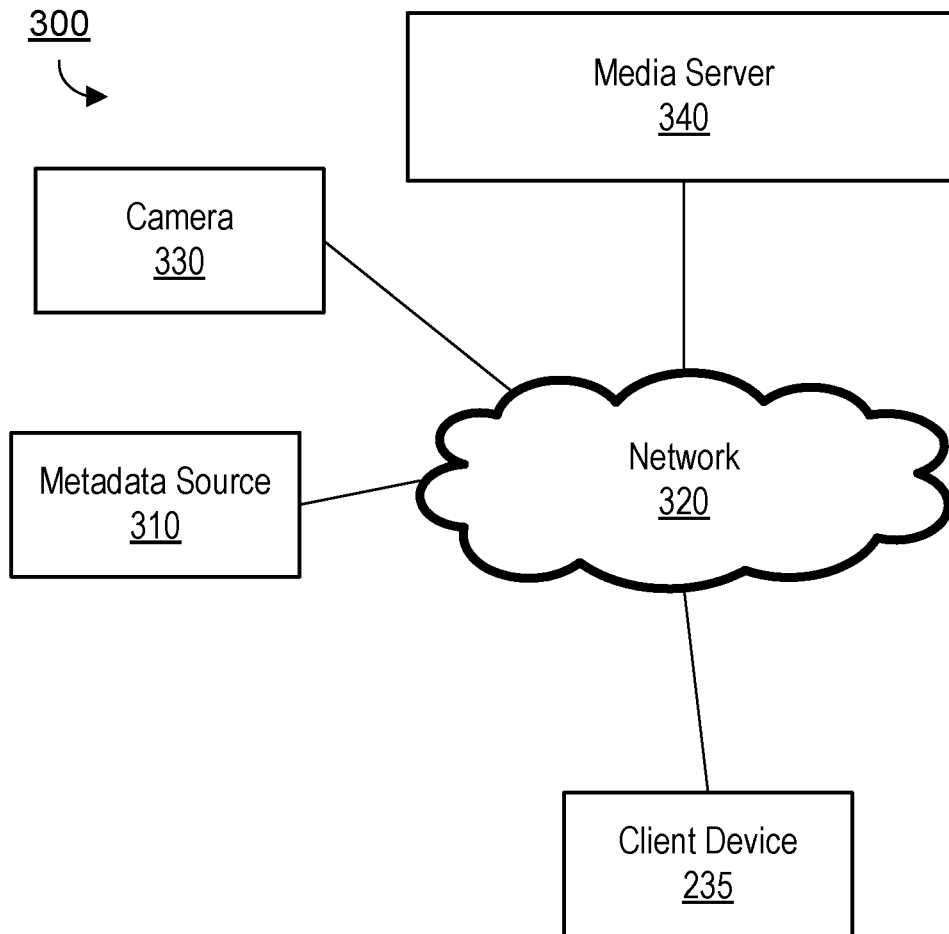 300
Media Server
340
Camera
330
Metadata Source
310
Network
320
Client Device
235